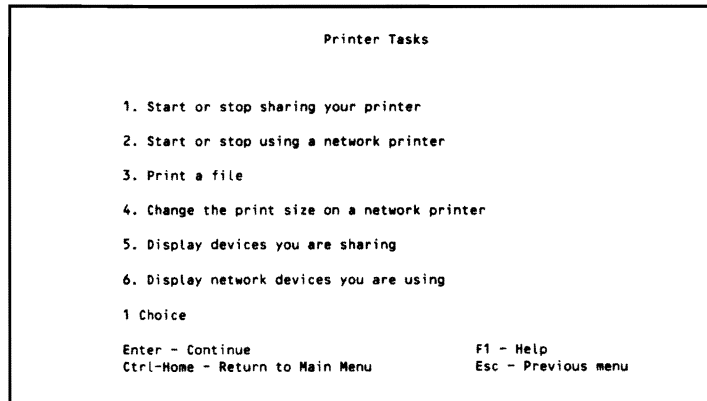 Printer Tasks
1. Start or stop sharing your printer
2. Start or stop using a network printer
3. Print a file
4. Change the print size on a network printer
5. Display devices you are sharing
6. Display network devices you are using
1 Choice
Enter - Continue F1 - Help
Ctrl-Home - Return to Main Menu Esc - Previous menu